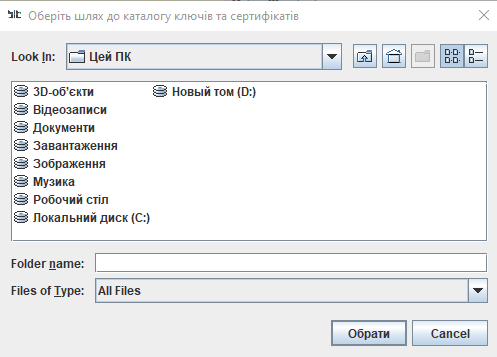 Оберіть шлях до каталогу ключів та сертифікатів
Look In: Цей ПК
3D-об'єкти Новый том (D:)
Відеозаписи
Документи
Завантаження
Зображення
Музика
Робочий стіл
Локальний диск (C:)
Folder name:
Files of Type: All Files
Обрати Cancel